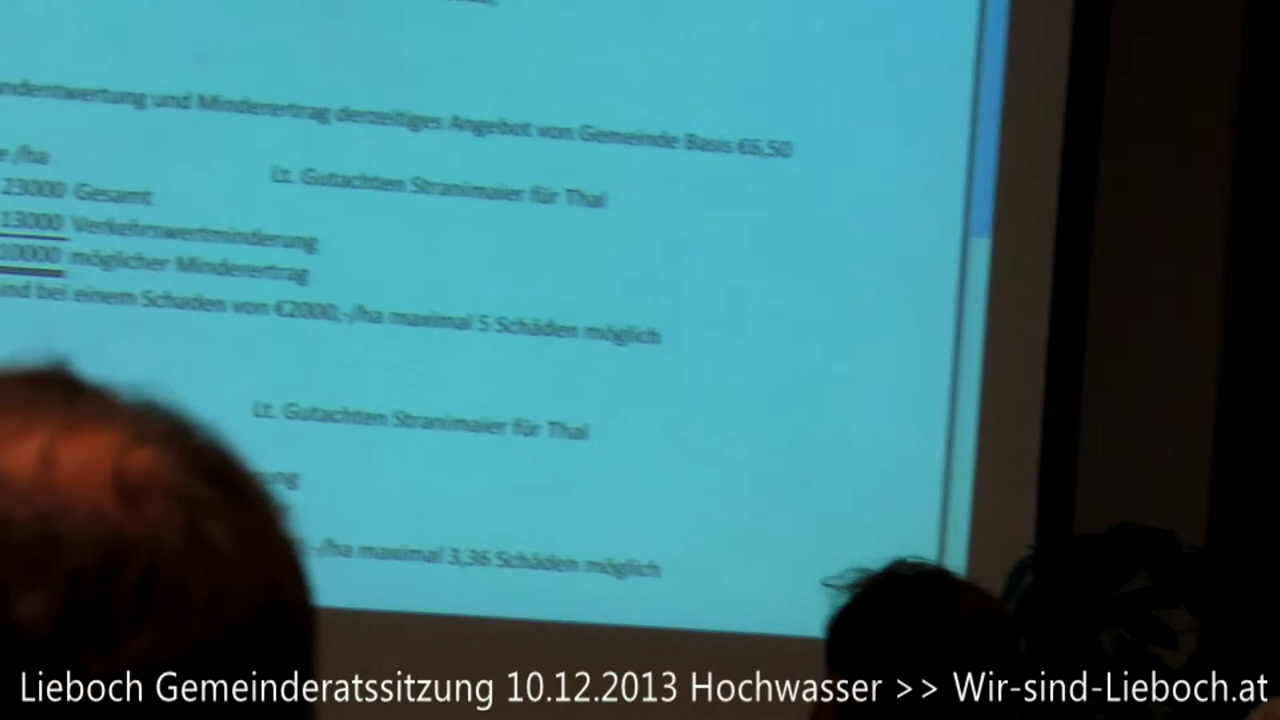 und Minderertrag derzeitiges Angebot von Gemeinde Basis €6,50
/ha
Lt. Gutachten Stranimaier für Thal
23000 Gesamt
13000 Verkehrswertminderung
10000 möglicher Minderertrag
bei einem Schaden von €2000,-/ha maximal 5 Schäden möglich
Lt. Gutachten Stranimaier für Thal
-/ha maximal 3,36 Schäden möglich
Lieboch Gemeinderatssitzung 10.12.2013 Hochwasser >> Wir-sind-Lieboch.at